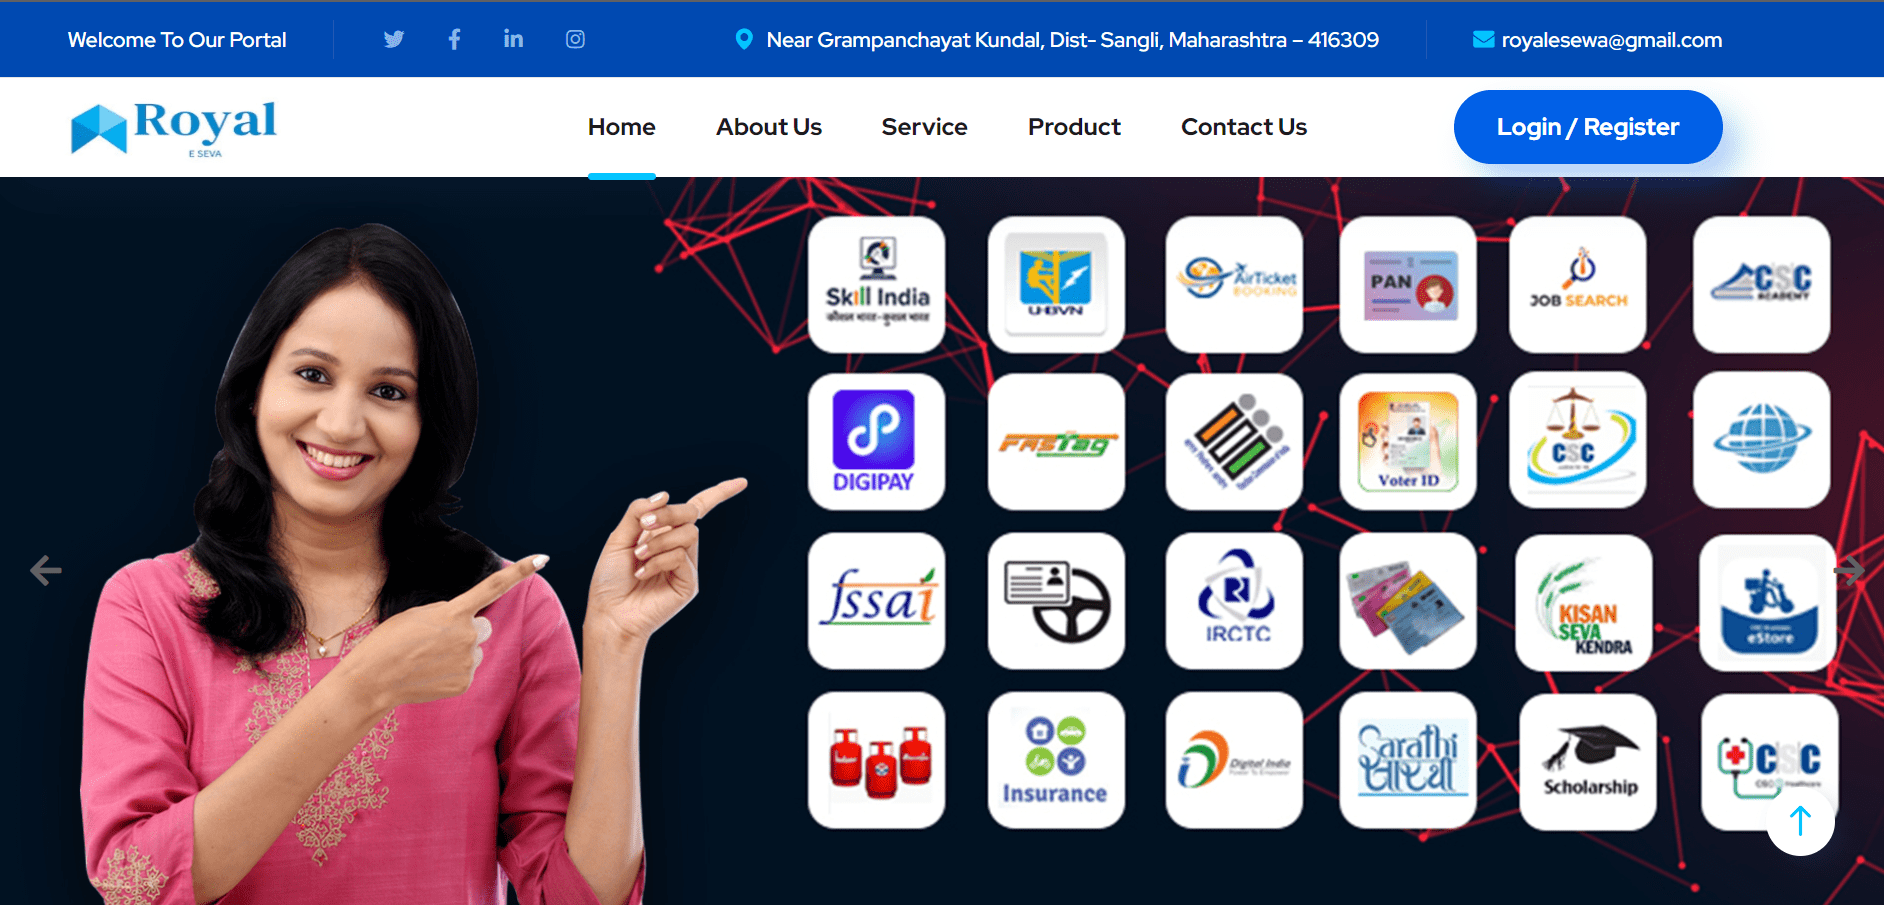 Welcome To Our Portal
Near Grampanchayat Kundal, Dist- Sangli, Maharashtra – 416309
royalesewa@gmail.com
Royal
E SEVA
Home
About Us
Service
Product
Contact Us
Login / Register
Skill India
कौशल भारत-कुशल भारत
UHBVN
AirTicket
BOOKING
PAN
JOB SEARCH
CSC
ACADEMY
DIGIPAY
FASTag
Voter ID
CSC
fssai
IRCTC
KISAN
SEVA
KENDRA
eStore
Insurance
Digital India
Power To Empower
Sarathi
सारथी
Scholarship
CSC